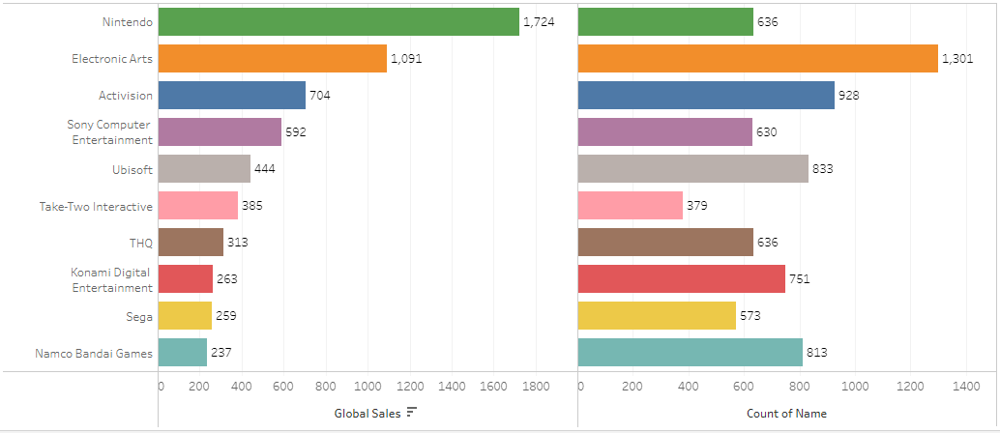 Nintendo 1,724 636
Electronic Arts 1,091 1,301
Activision 704 928
Sony Computer
Entertainment 592 630
Ubisoft 444 833
Take-Two Interactive 385 379
THQ 313 636
Konami Digital
Entertainment 263 751
Sega 259 573
Namco Bandai Games 237 813
0 200 400 600 800 1000 1200 1400 1600 1800 0 200 400 600 800 1000 1200 1400
Global Sales Count of Name